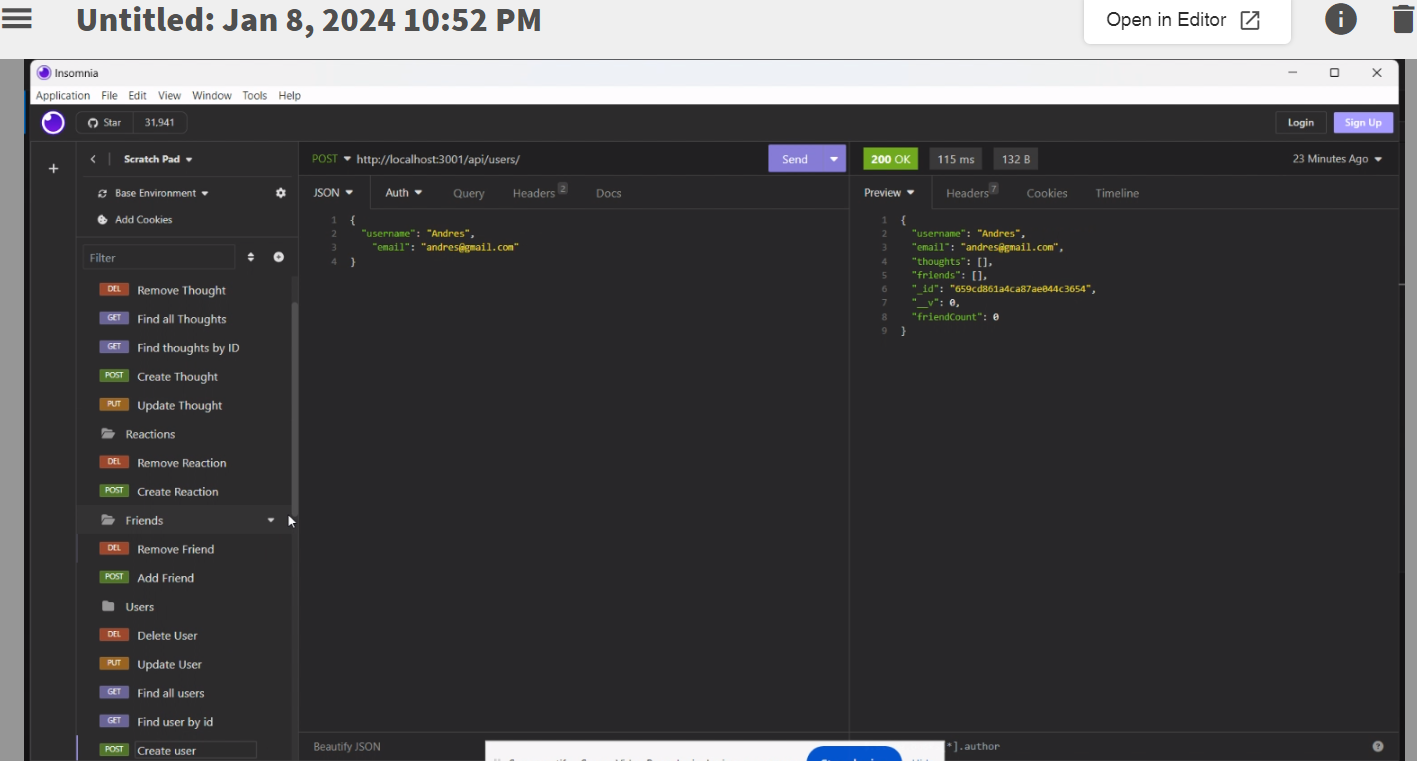 Untitled: Jan 8, 2024 10:52 PM
Open in Editor
Insomnia
Application File Edit View Window Tools Help
Star 31,941
Login Sign Up
Scratch Pad
POST http://localhost:3001/api/users/
Send
200 OK 115 ms 132 B
23 Minutes Ago
Base Environment
Add Cookies
JSON Auth Query Headers 2 Docs
Preview Headers 7 Cookies Timeline
Filter
DEL Remove Thought
GET Find all Thoughts
GET Find thoughts by ID
POST Create Thought
PUT Update Thought
Reactions
DEL Remove Reaction
POST Create Reaction
Friends
DEL Remove Friend
POST Add Friend
Users
DEL Delete User
PUT Update User
GET Find all users
GET Find user by id
POST Create user
1 {
2 "username": "Andres",
3 "email": "andres@gmail.com"
4 }
1 {
2 "username": "Andres",
3 "email": "andres@gmail.com",
4 "thoughts": [],
5 "friends": [],
6 "_id": "659cd861a4ca87ae044c3654",
7 "__v": 0,
8 "friendCount": 0
9 }
Beautify JSON
*].author